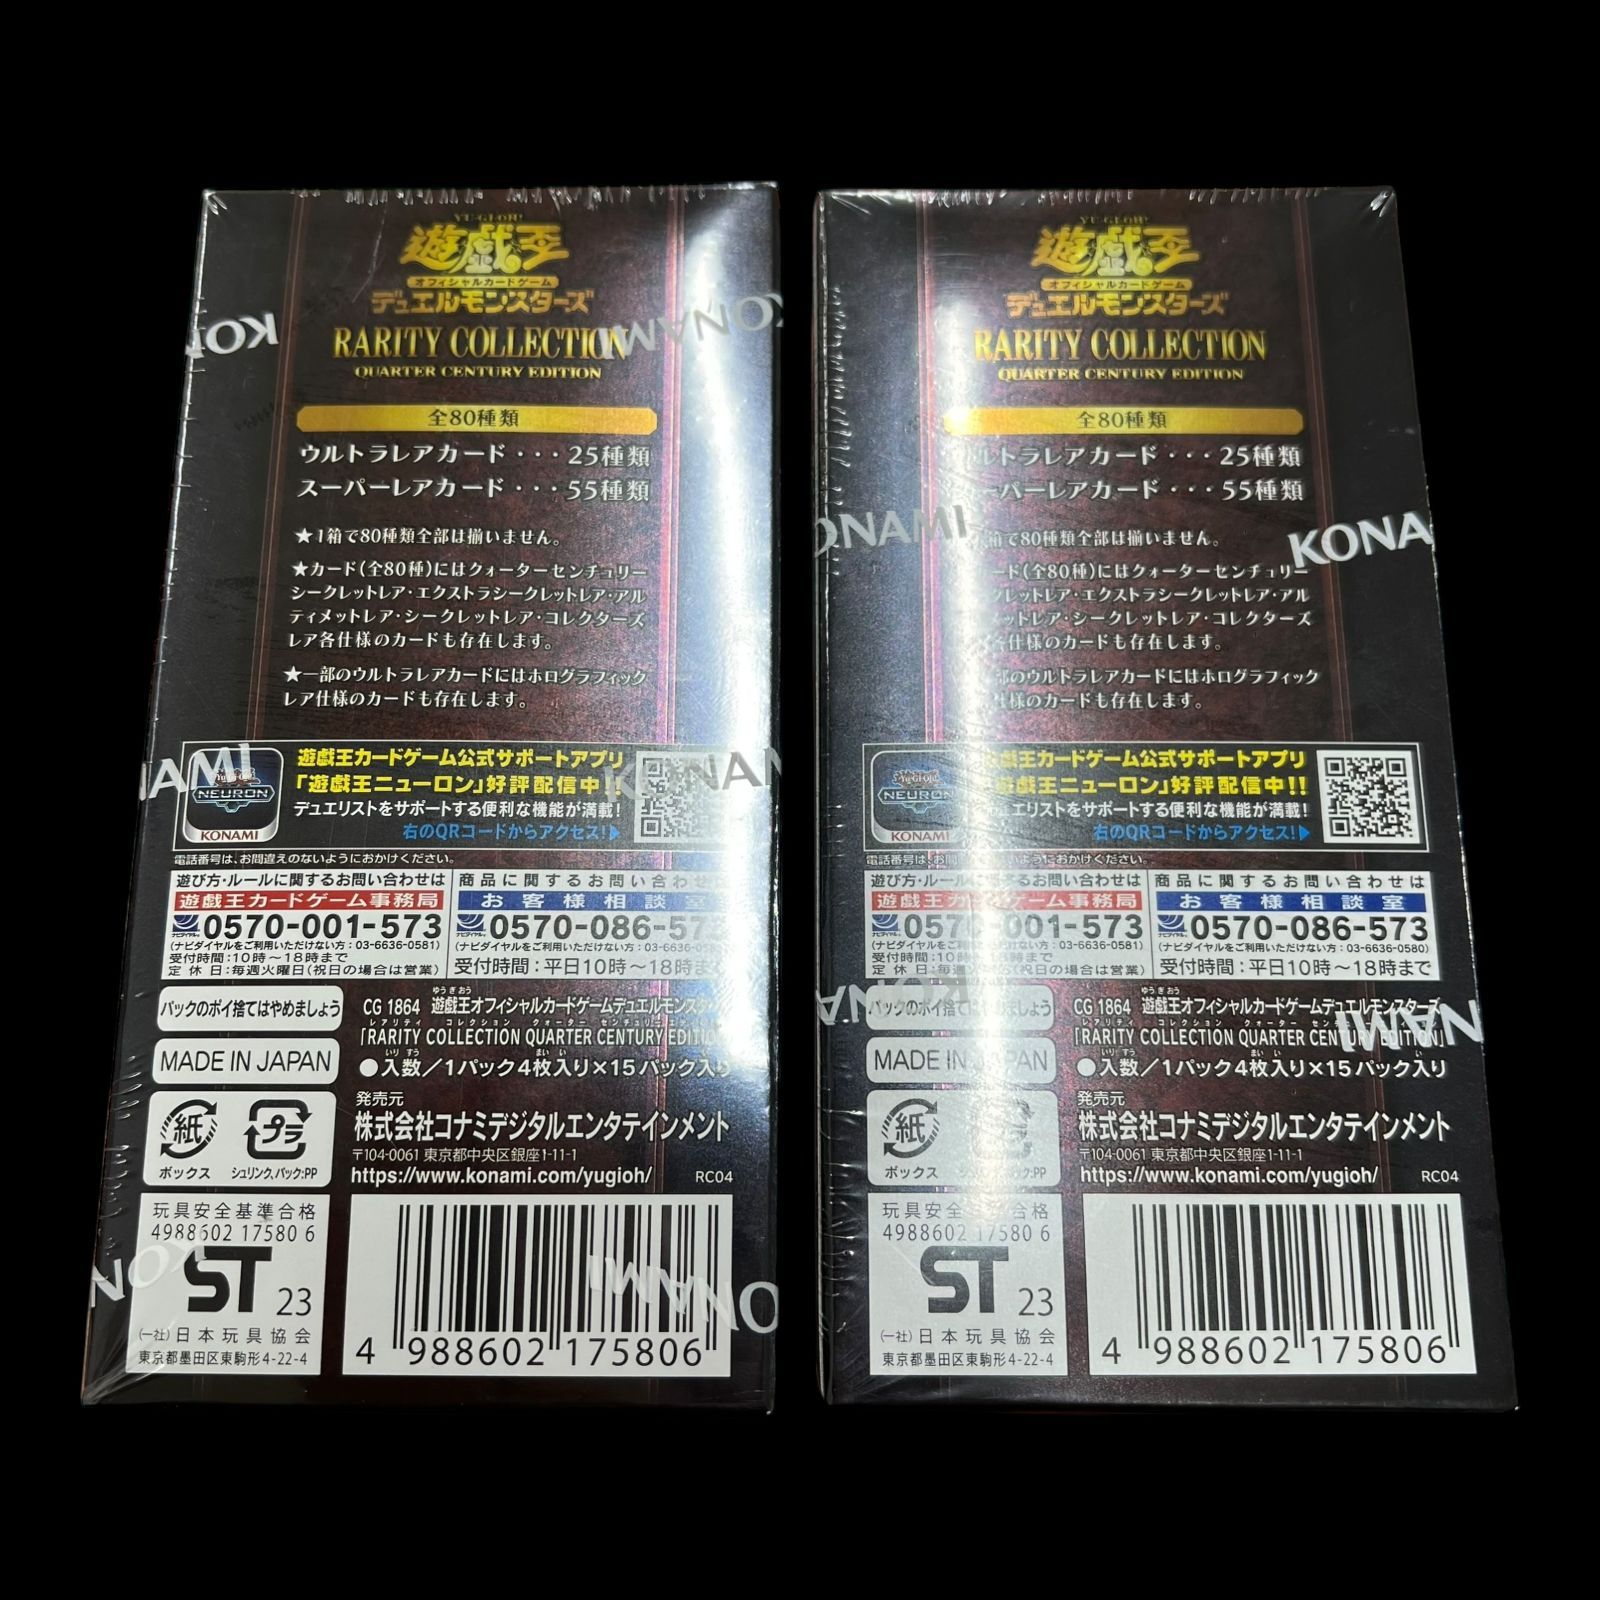 YU-GI-OH!
遊戯王
オフィシャルカードゲーム
デュエルモンスターズ
RARITY COLLECTION
QUARTER CENTURY EDITION
全80種類
ウルトラレアカード・・・25種類
スーパーレアカード・・・55種類
★1箱で80種類全部は揃いません。
★カード(全80種)にはクォーターセンチュリー
シークレットレア・エクストラシークレットレア・アル
ティメットレア・シークレットレア・コレクターズ
レア各仕様のカードも存在します。
★一部のウルトラレアカードにはホログラフィック
レア仕様のカードも存在します。
Yu-Gi-Oh!
NEURON
KONAMI
遊戯王カードゲーム公式サポートアプリ
「遊戯王ニューロン」好評配信中!!
デュエリストをサポートする便利な機能が満載!
右のQRコードからアクセス!▶
電話番号は、お間違えのないようにおかけください。
遊び方・ルールに関するお問い合わせは
遊戯王カードゲーム事務局
ナビダイヤル
0570-001-573
(ナビダイヤルをご利用いただけない方:03-6636-0581)
受付時間:10時〜18時まで
定休日:毎週火曜日(祝日の場合は営業)
商品に関するお問い合わせ
お客様相談室
0570-086-57
(ナビダイヤルをご利用いただけない方:03-6636-05
受付時間:平日10時〜18時ま
パックのポイ捨てはやめましょう
MADE IN JAPAN
紙
ボックス
プラ
シュリンク,パック:PP
CG 1864 遊戯王オフィシャルカードゲームデュエルモンスタ
「RARITY COLLECTION QUARTER CENTURY EDITION
●入数/1パック4枚入り×15パック入り
発売元
株式会社コナミデジタルエンタテインメント
〒104-0061 東京都中央区銀座1-11-1
https://www.konami.com/yugioh/
RC04
玩具安全基準合格
4988602 17580 6
ST 23
(一社)日本玩具協会
東京都墨田区東駒形4-22-4
4 988602 175806
YU-GI-OH!
遊戯王
オフィシャルカードゲーム
デュエルモンスターズ
RARITY COLLECTION
QUARTER CENTURY EDITION
全80種類
ルトラレアカード・・・25種類
ーパーレアカード・・・55種類
箱で80種類全部は揃いません。
ード(全80種)にはクォーターセンチュリー
クレットレア・エクストラシークレットレア・アル
メットレア・シークレットレア・コレクターズ
各仕様のカードも存在します。
部のウルトラレアカードにはホログラフィック
仕様のカードも存在します。
Yu-Gi-Oh!
NEURON
KONAMI
遊戯王カードゲーム公式サポートアプリ
遊戯王ニューロン」好評配信中!!
デュエリストをサポートする便利な機能が満載!
右のQRコードからアクセス!▶
電話番号は、お間違えのないようにおかけください。
遊び方・ルールに関するお問い合わせは
遊戯王カードゲーム事務局
ナビダイヤル
0570-001-573
(ナビダイヤルをご利用いただけない方:03-6636-0581)
受付時間:10時〜18時まで
定休日:毎週火曜日(祝日の場合は営業)
商品に関するお問い合わせは
お客様相談室
ナビダイヤル
0570-086-573
(ナビダイヤルをご利用いただけない方:03-6636-0580)
受付時間:平日10時〜18時まで
パックのポイ捨てはやめましょう
MADE IN JAPAN
紙
ボックス
シュリンク,パック:PP
CG 1864 遊戯王オフィシャルカードゲームデュエルモンスターズ
「RARITY COLLECTION QUARTER CENTURY EDITION」
●入数/1パック4枚入り×15パック入り
発売元
株式会社コナミデジタルエンタテインメント
〒104-0061 東京都中央区銀座1-11-1
https://www.konami.com/yugioh/
RC04
玩具安全基準合格
4988602 17580 6
ST 23
(一社)日本玩具協会
東京都墨田区東駒形4-22-4
4 988602 175806